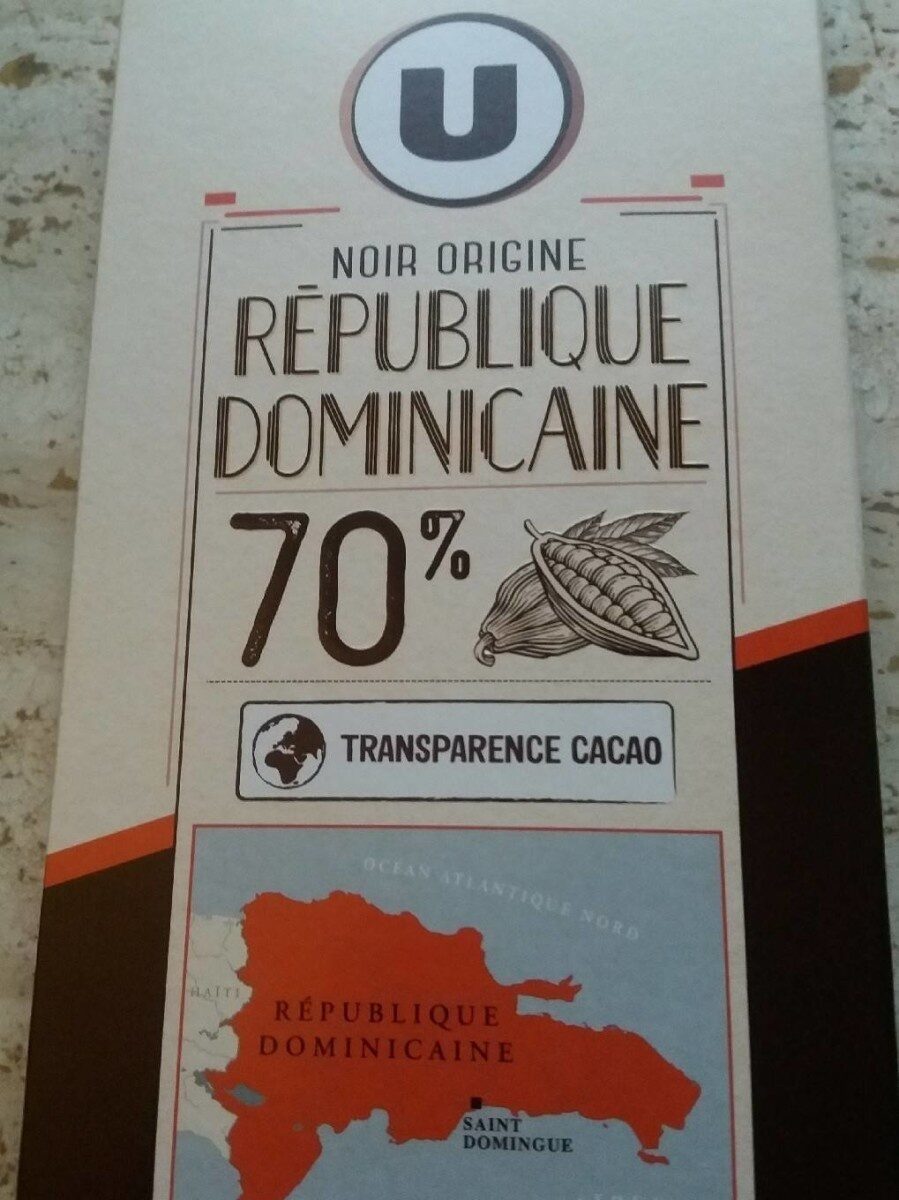 U
NOIR ORIGINE
RÉPUBLIQUE
DOMINICAINE
70%
TRANSPARENCE CACAO
OCÉAN ATLANTIQUE NORD
HAÏTI
RÉPUBLIQUE
DOMINICAINE
SAINT
DOMINGUE